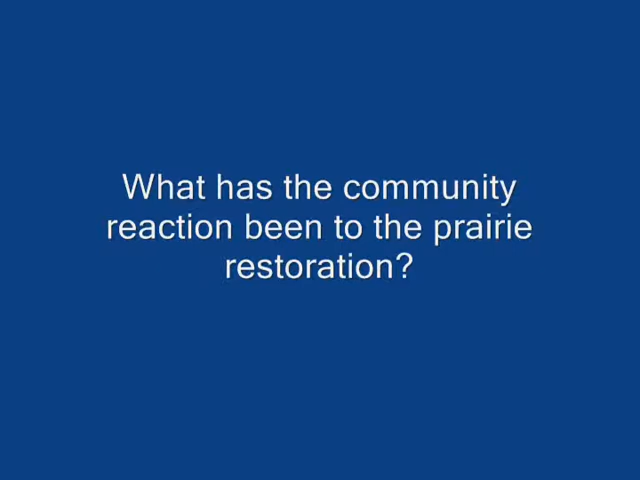 What has the community
reaction been to the prairie
restoration?